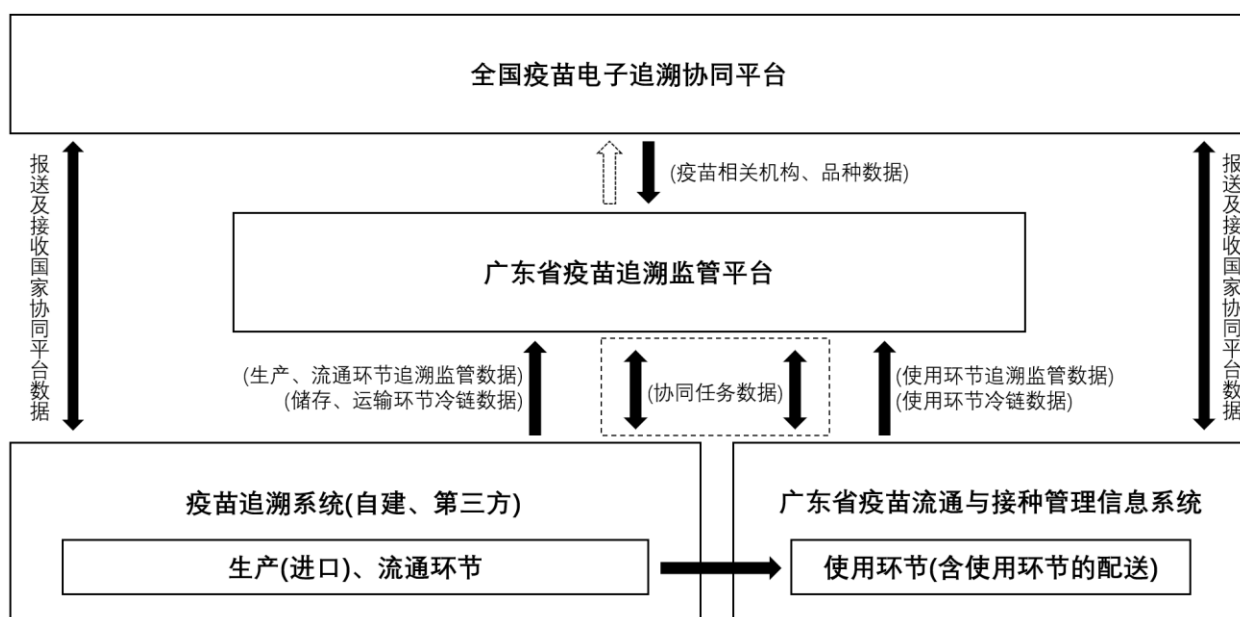 全国疫苗电子追溯协同平台
报送及接收国家协同平台数据
(疫苗相关机构、品种数据)
报送及接收国家协同平台数据
广东省疫苗追溯监管平台
(生产、流通环节追溯监管数据)
(储存、运输环节冷链数据)
(协同任务数据)
(使用环节追溯监管数据)
(使用环节冷链数据)
疫苗追溯系统(自建、第三方)
生产(进口)、流通环节
广东省疫苗流通与接种管理信息系统
使用环节(含使用环节的配送)